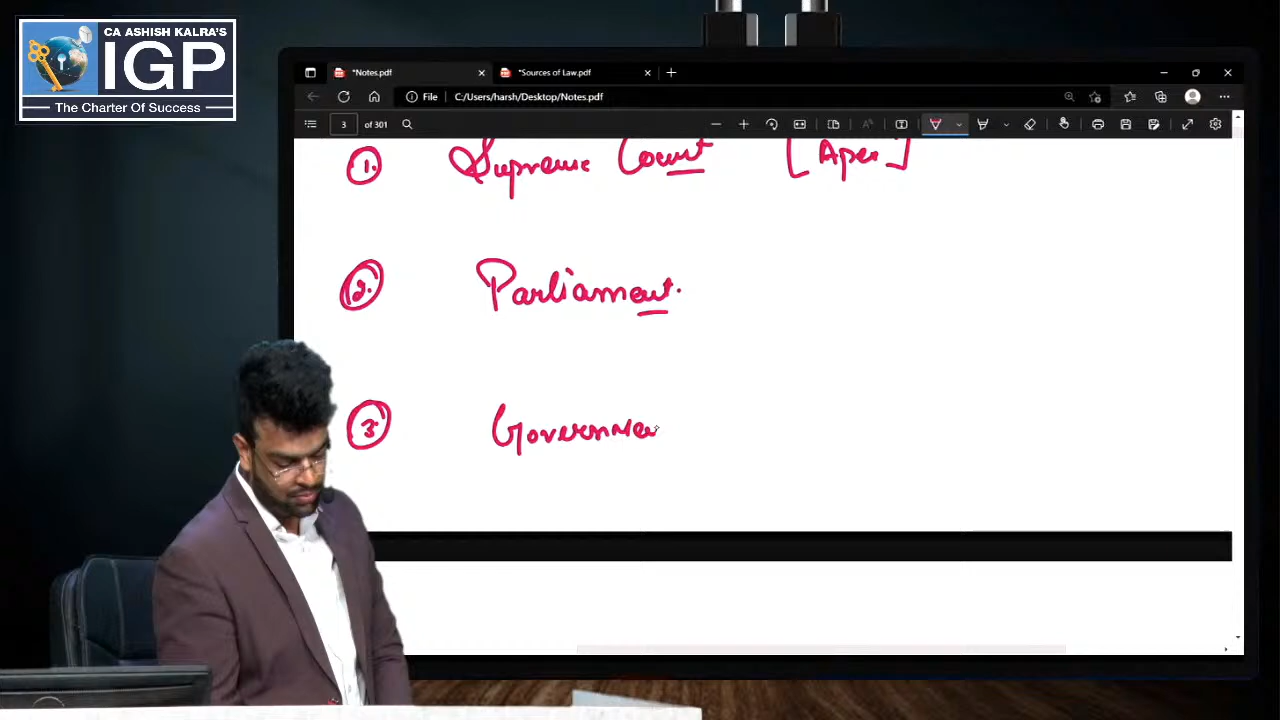 CA ASHISH KALRA'S
IGP
The Charter Of Success
*Notes.pdf
*Sources of Law.pdf
File
C:/Users/harsh/Desktop/Notes.pdf
3 of 301
1. Supreme Court [Apex]
2. Parliament.
3. Governmen